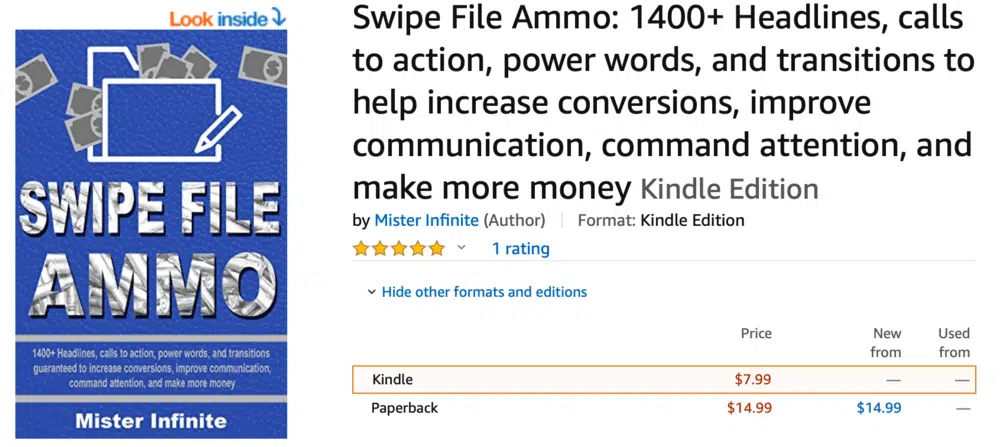 Look inside
SWIPE FILE
AMMO
1400+ Headlines, calls to action, power words, and transitions
guaranteed to increase conversions, improve communication,
command attention, and make more money
Mister Infinite
Swipe File Ammo: 1400+ Headlines, calls
to action, power words, and transitions to
help increase conversions, improve
communication, command attention, and
make more money Kindle Edition
by Mister Infinite (Author) | Format: Kindle Edition
1 rating
Hide other formats and editions
Price New Used
from from
Kindle $7.99 — —
Paperback $14.99 $14.99 —